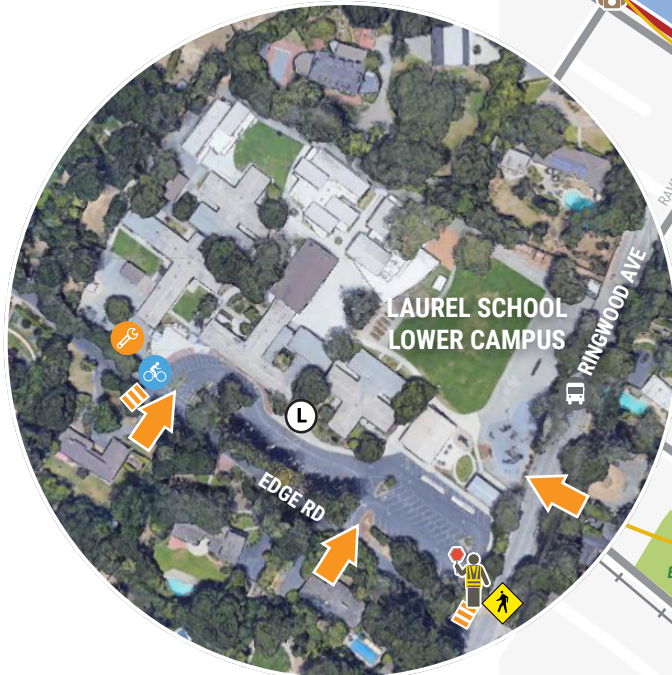 LAUREL SCHOOL
LOWER CAMPUS
RINGWOOD AVE
L
EDGE RD